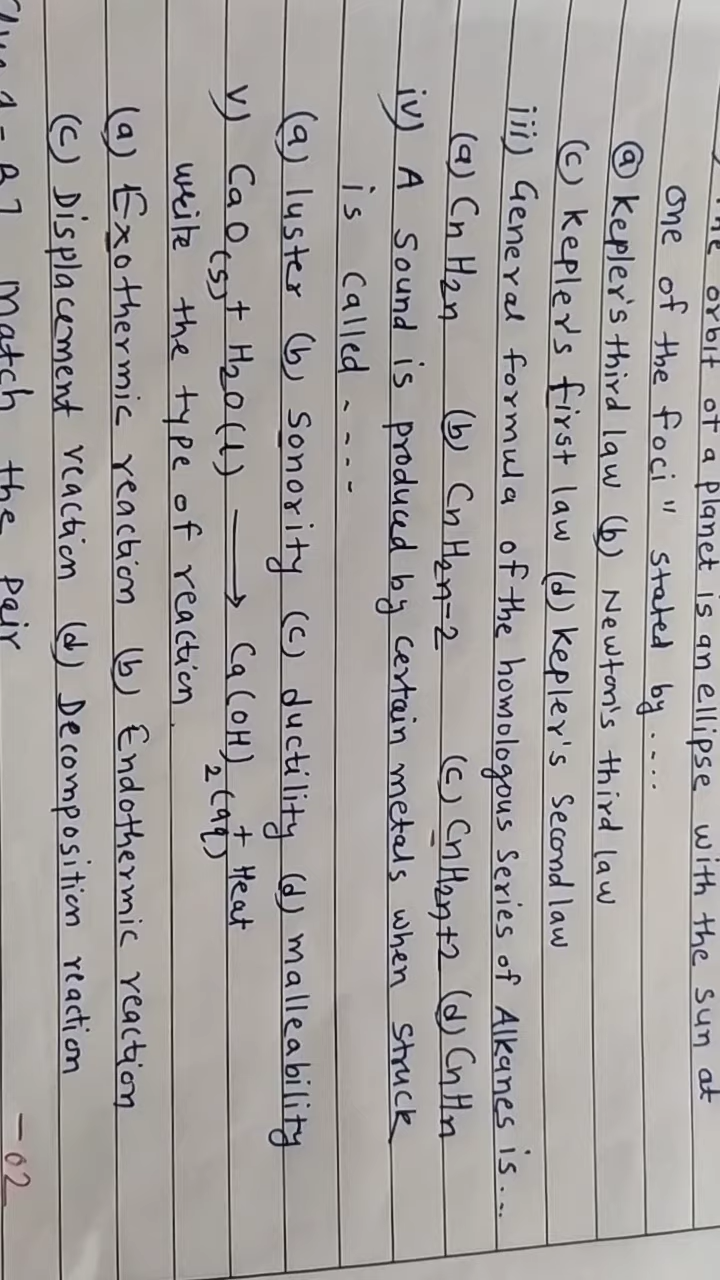 orbit of a planet is an ellipse with the sun at
one of the foci" stated by....
(a) Kepler's third law (b) Newton's third law
(c) Kepler's first law (d) Kepler's second law
iii) General formula of the homologous series of Alkanes is...
(a) CnH2n (b) CnH2n-2 (c) CnH2n+2 (d) CnHn
iv) A Sound is produced by certain metals when struck
is called ....
(a) luster (b) Sonority (c) ductility (d) malleability
v) CaO(s) + H2O(l) ⟶ Ca(OH)2(aq) + Heat
write the type of reaction.
(a) Exothermic reaction (b) Endothermic reaction
(c) Displacement reaction (d) Decomposition reaction
-02
B] Match the pair